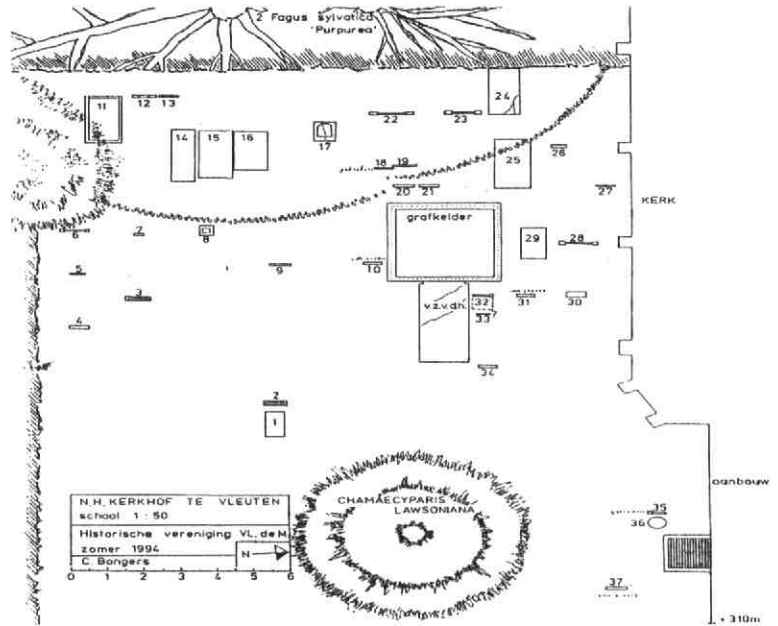 2 Fagus sylvatica
'Purpurea'
11
12
13
14
15
16
17
22
23
24
18
19
20
21
25
26
27
KERK
grafkelder
6
7
8
5
9
10
3
4
28
29
v.z.v.d.h.
32
33
31
30
34
2
1
CHAMAECYPARIS
LAWSONIANA
aanbouw
35
36
37
+ 310m
N.H. KERKHOF TE VLEUTEN
schaal 1 : 50
Historische vereniging VL. de M.
zomer 1994
C. Bongers
N
0 1 2 3 4 5 6